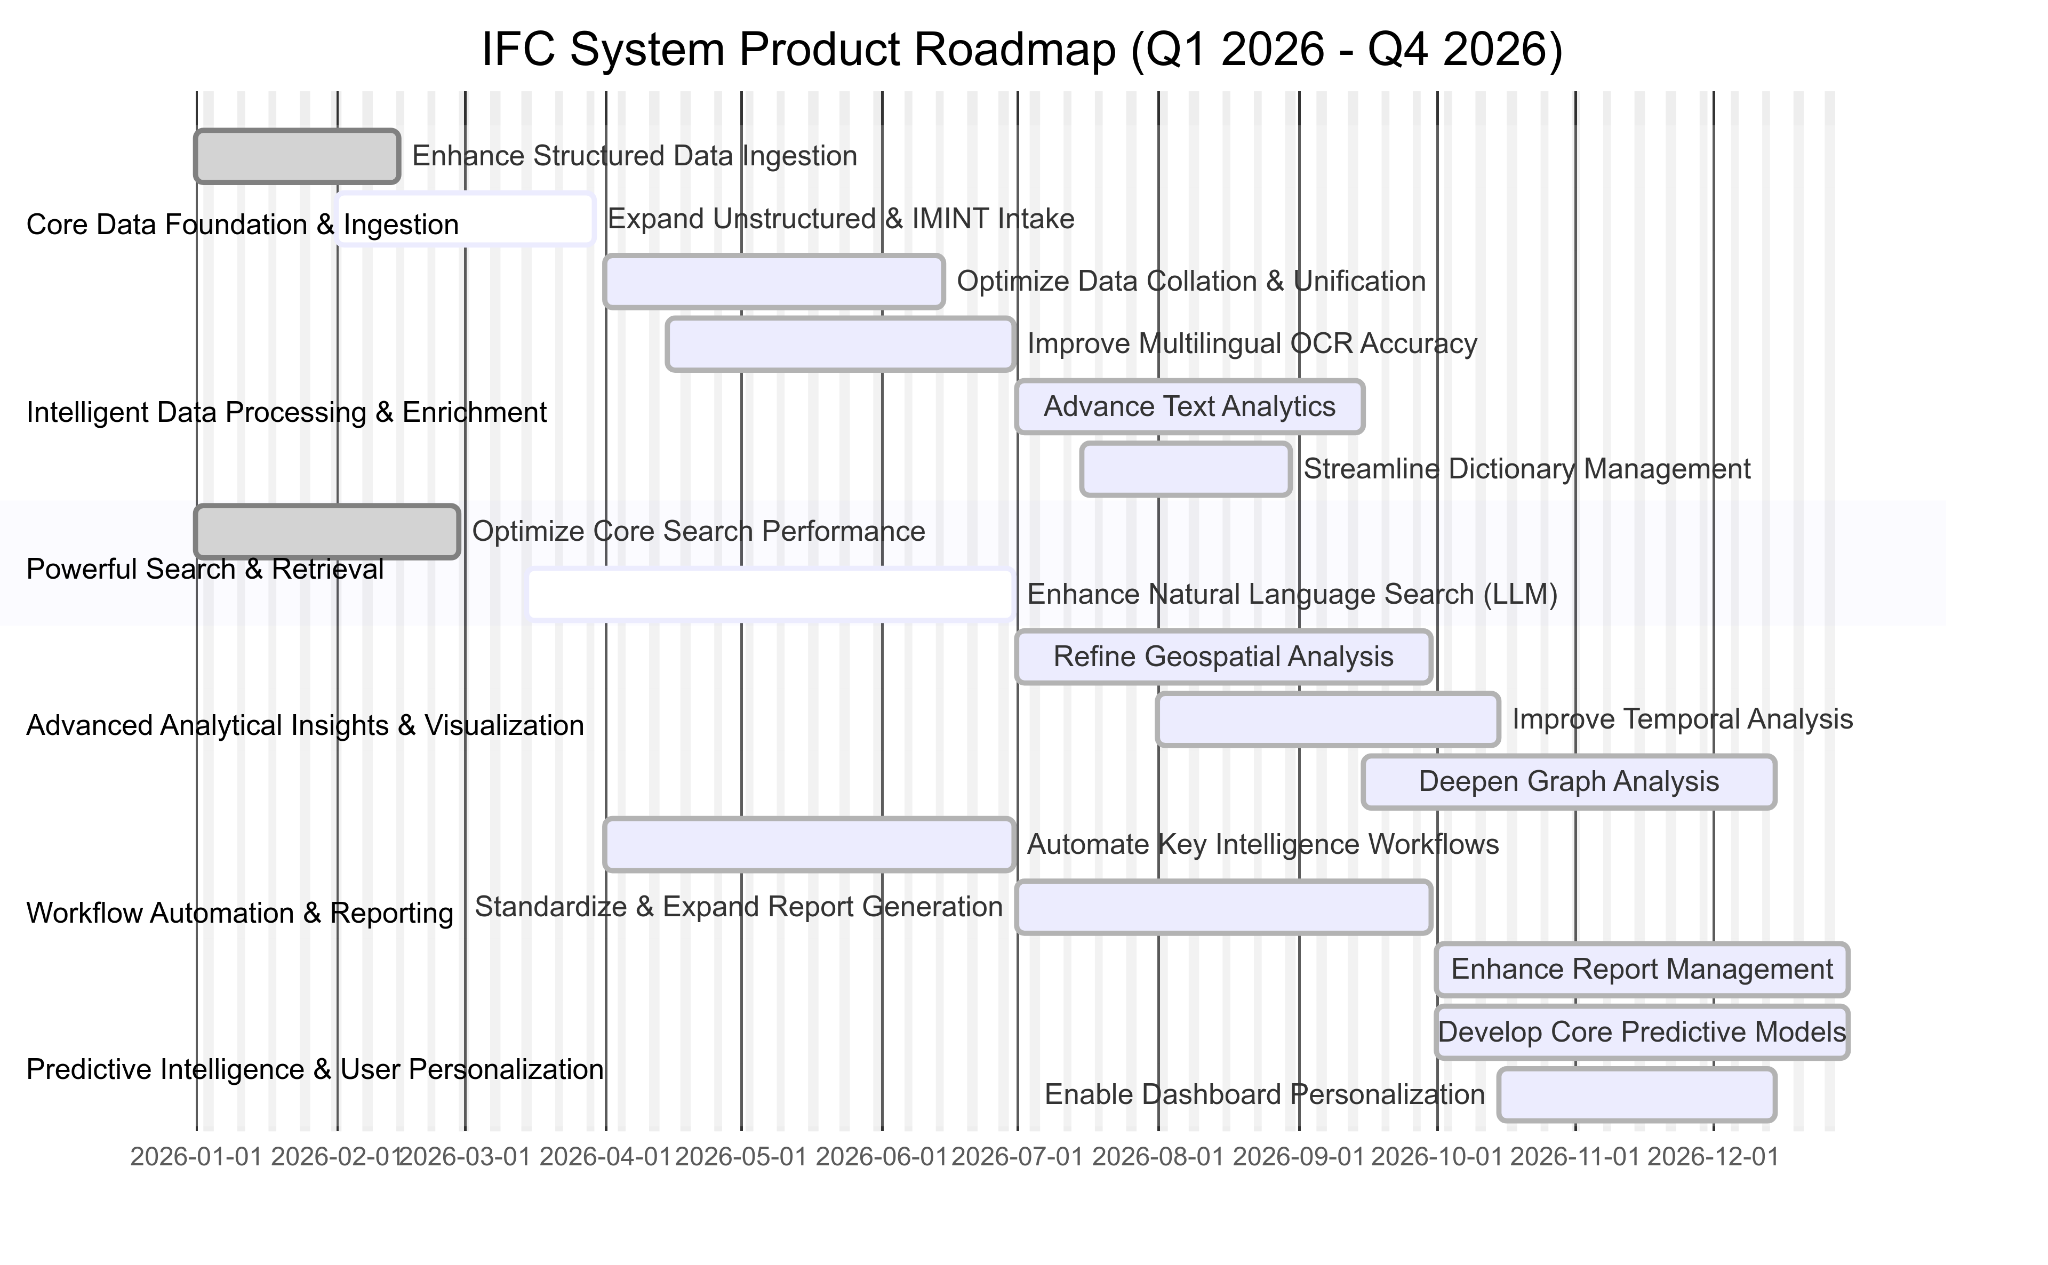 IFC System Product Roadmap (Q1 2026 - Q4 2026)
Enhance Structured Data Ingestion
Core Data Foundation & Ingestion
Expand Unstructured & IMINT Intake
Optimize Data Collation & Unification
Improve Multilingual OCR Accuracy
Intelligent Data Processing & Enrichment
Advance Text Analytics
Streamline Dictionary Management
Optimize Core Search Performance
Powerful Search & Retrieval
Enhance Natural Language Search (LLM)
Refine Geospatial Analysis
Advanced Analytical Insights & Visualization
Improve Temporal Analysis
Deepen Graph Analysis
Automate Key Intelligence Workflows
Workflow Automation & Reporting
Standardize & Expand Report Generation
Enhance Report Management
Develop Core Predictive Models
Predictive Intelligence & User Personalization
Enable Dashboard Personalization
2026-01-01 2026-02-01 2026-03-01 2026-04-01 2026-05-01 2026-06-01 2026-07-01 2026-08-01 2026-09-01 2026-10-01 2026-11-01 2026-12-01